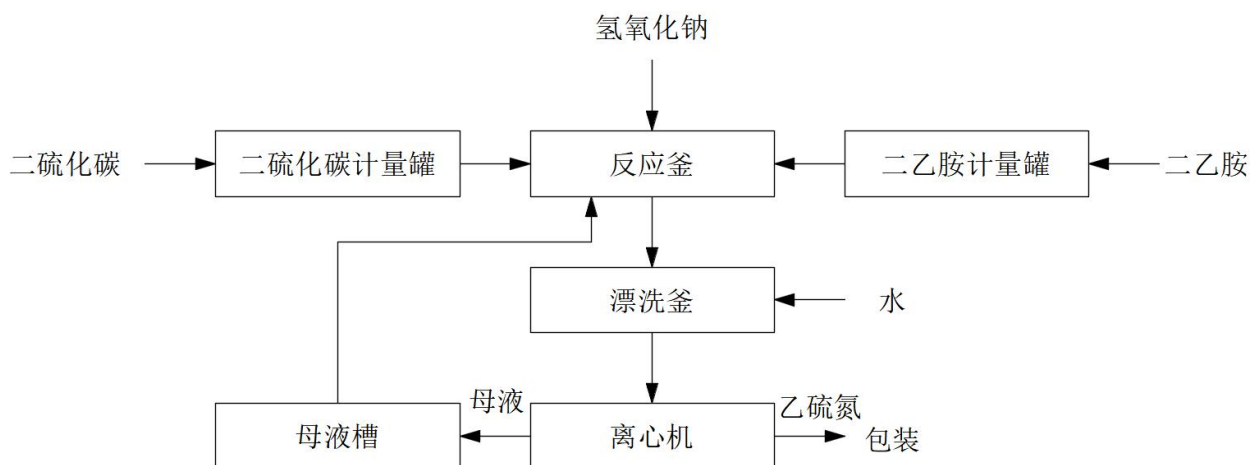 氢氧化钠
二硫化碳
二硫化碳计量罐
反应釜
二乙胺计量罐
二乙胺
漂洗釜
水
母液槽
母液
离心机
乙硫氮
包装